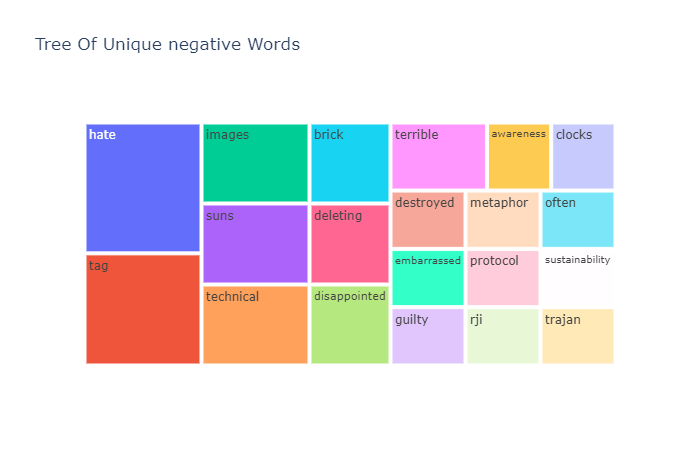 Tree Of Unique negative Words
hate
images
brick
terrible
awareness
clocks
suns
deleting
destroyed
metaphor
often
tag
embarrassed
protocol
sustainability
technical
disappointed
guilty
rji
trajan